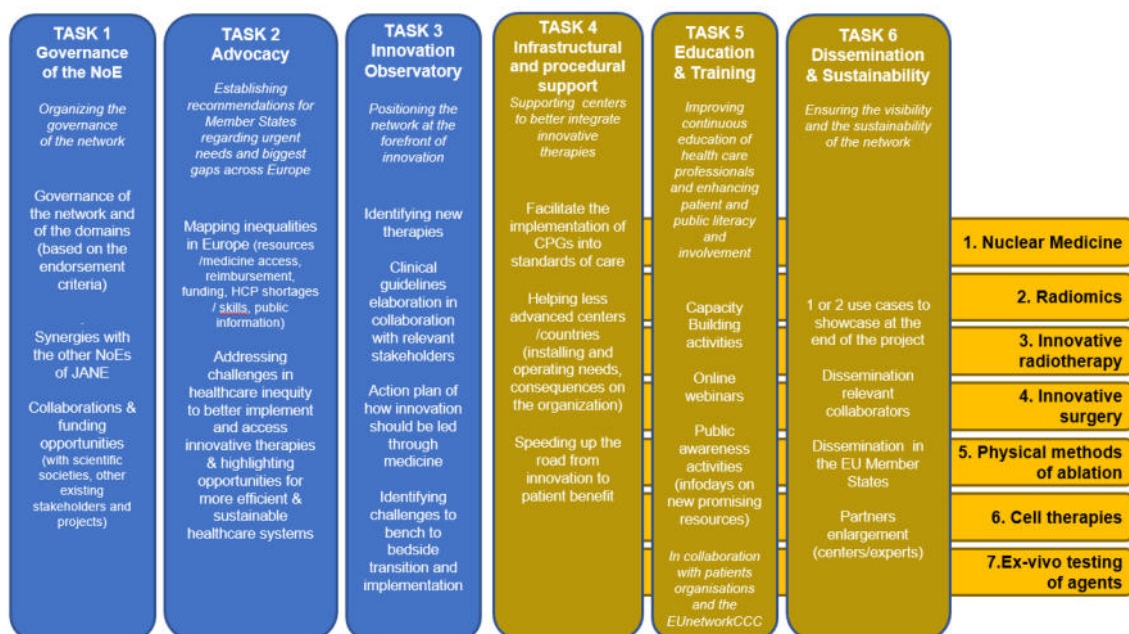 TASK 1
Governance
of the NoE
Organizing the
governance
of the network
Governance of
the network and
of the domains
(based on the
endorsement
criteria)
.
Synergies with
the other NoEs
of JANE
Collaborations &
funding
opportunities
(with scientific
societies, other
existing
stakeholders and
projects)
TASK 2
Advocacy
Establishing
recommendations for
Member States
regarding urgent
needs and biggest
gaps across Europe
Mapping inequalities
in Europe (resources
/medicine access,
reimbursement,
funding, HCP shortages
/ skills, public
information)
Addressing
challenges in
healthcare inequity
to better implement
and access
innovative therapies
& highlighting
opportunities for
more efficient &
sustainable
healthcare systems
TASK 3
Innovation
Observatory
Positioning the
network at the
forefront of
innovation
Identifying new
therapies
Clinical
guidelines
elaboration in
collaboration
with relevant
stakeholders
Action plan of
how innovation
should be led
through
medicine
Identifying
challenges to
bench to
bedside
transition and
implementation
TASK 4
Infrastructural
and procedural
support
Supporting centers
to better integrate
innovative
therapies
Facilitate the
implementation of
CPGs into
standards of care
Helping less
advanced centers
/countries
(installing and
operating needs,
consequences on
the organization)
Speeding up the
road from
innovation to
patient benefit
TASK 5
Education
& Training
Improving
continuous
education of
health care
professionals
and enhancing
patient and
public literacy
and
involvement
Capacity
Building
activities
Online
webinars
Public
awareness
activities
(infodays on
new promising
resources)
In collaboration
with patients
organisations
and the
EUnetworkCCC
TASK 6
Dissemination
& Sustainability
Ensuring the visibility
and the sustainability
of the network
1 or 2 use cases to
showcase at the
end of the project
Dissemination
relevant
collaborators
Dissemination in
the EU Member
States
Partners
enlargement
(centers/experts)
1. Nuclear Medicine
2. Radiomics
3. Innovative
radiotherapy
4. Innovative
surgery
5. Physical methods
of ablation
6. Cell therapies
7.Ex-vivo testing
of agents